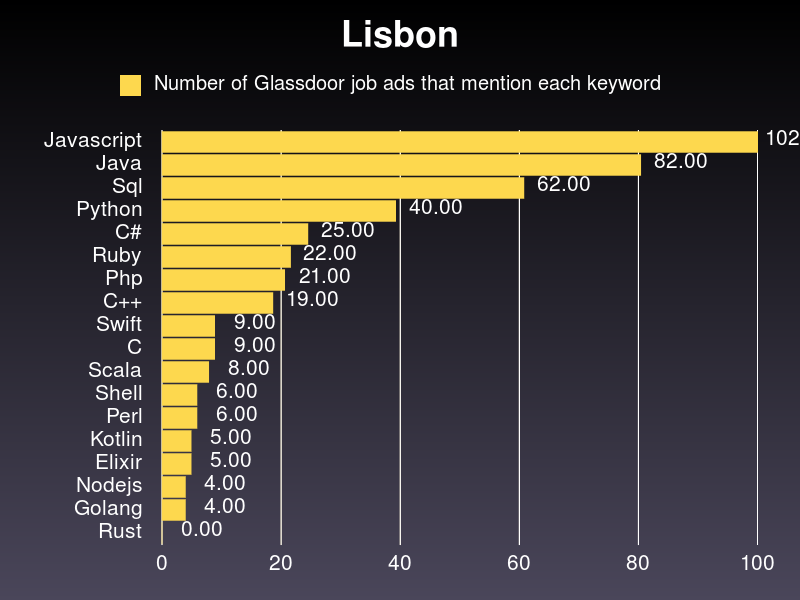 Lisbon
Number of Glassdoor job ads that mention each keyword
Javascript 102
Java 82.00
Sql 62.00
Python 40.00
C# 25.00
Ruby 22.00
Php 21.00
C++ 19.00
Swift 9.00
C 9.00
Scala 8.00
Shell 6.00
Perl 6.00
Kotlin 5.00
Elixir 5.00
Nodejs 4.00
Golang 4.00
Rust 0.00
0 20 40 60 80 100